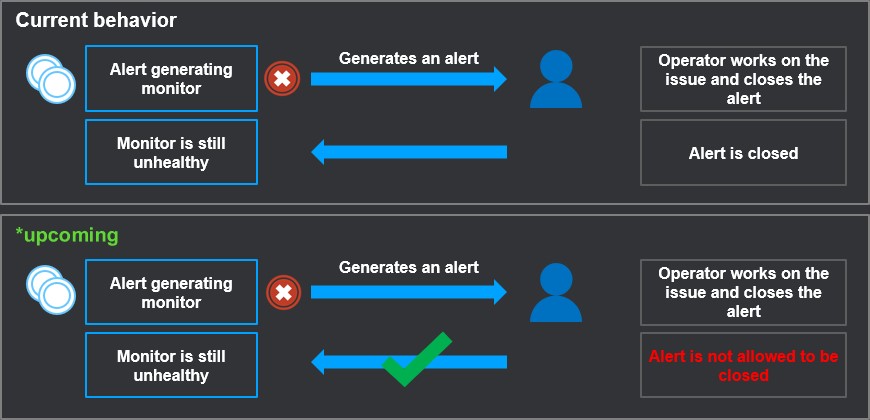 Current behavior
Alert generating
monitor
Generates an alert
Operator works on the
issue and closes the
alert
Monitor is still
unhealthy
Alert is closed
*upcoming
Alert generating
monitor
Generates an alert
Operator works on the
issue and closes the
alert
Monitor is still
unhealthy
Alert is not allowed to be
closed